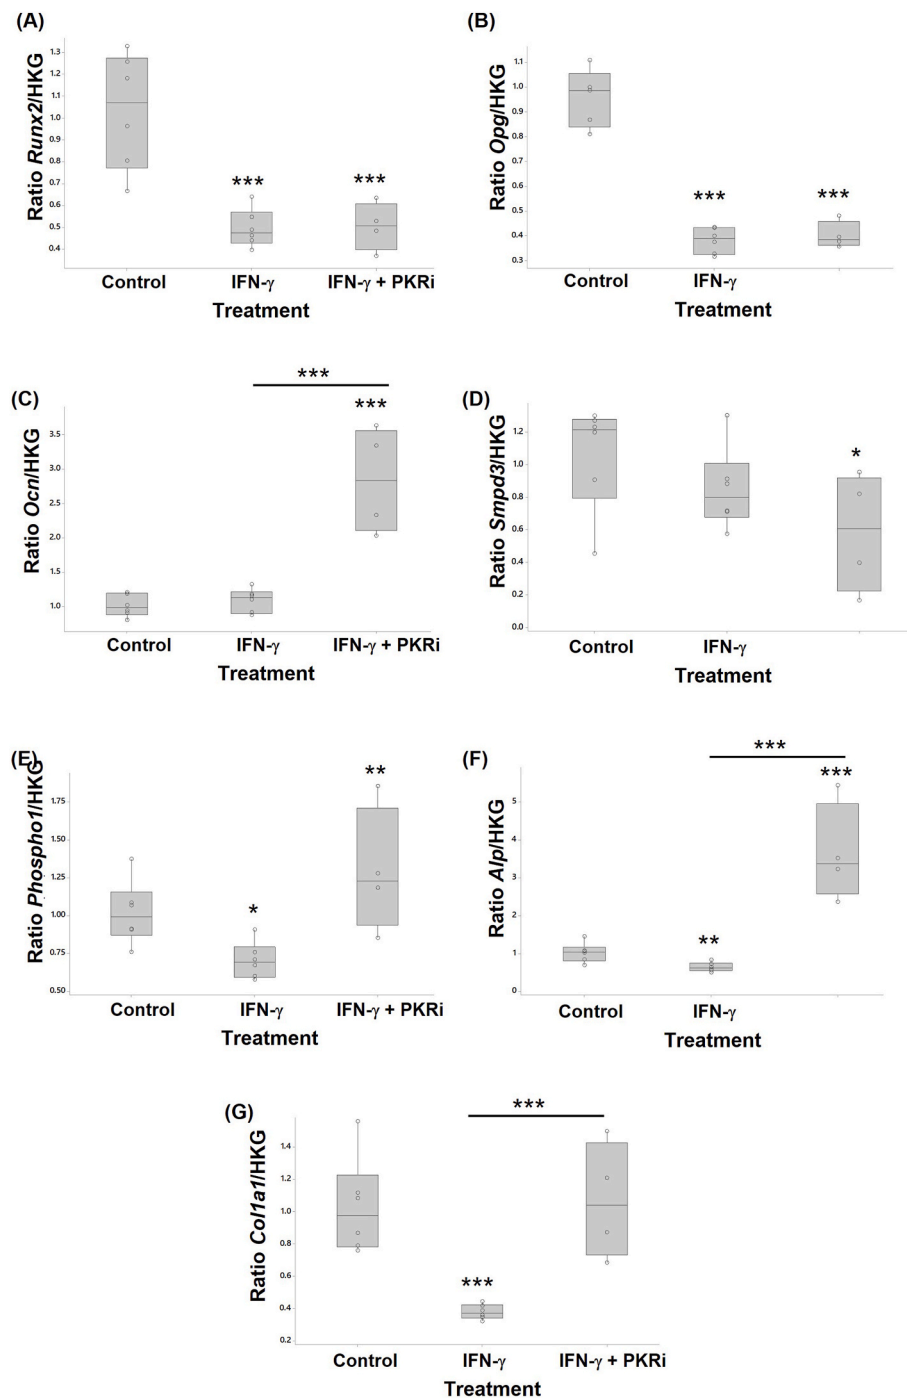 (A)
Ratio Runx2/HKG
1.3
1.2
1.1
1.0
0.9
0.8
0.7
0.6
0.5
0.4
***
***
Control
IFN-γ
IFN-γ + PKRi
Treatment
(B)
Ratio Opg/HKG
1.1
1.0
0.9
0.8
0.7
0.6
0.5
0.4
0.3
***
***
Control
IFN-γ
Treatment
(C)
Ratio Ocn/HKG
3.5
3.0
2.5
2.0
1.5
1.0
***
***
Control
IFN-γ
IFN-γ + PKRi
Treatment
(D)
Ratio Smpd3/HKG
1.2
1.0
0.8
0.6
0.4
0.2
0.0
*
Control
IFN-γ
Treatment
(E)
Ratio Phospho1/HKG
1.75
1.50
1.25
1.00
0.75
0.50
*
**
Control
IFN-γ
IFN-γ + PKRi
Treatment
(F)
Ratio Alp/HKG
5
4
3
2
1
0
***
***
**
Control
IFN-γ
Treatment
(G)
Ratio Col1a1/HKG
1.4
1.2
1.0
0.8
0.6
0.4
0.2
***
***
Control
IFN-γ
IFN-γ + PKRi
Treatment